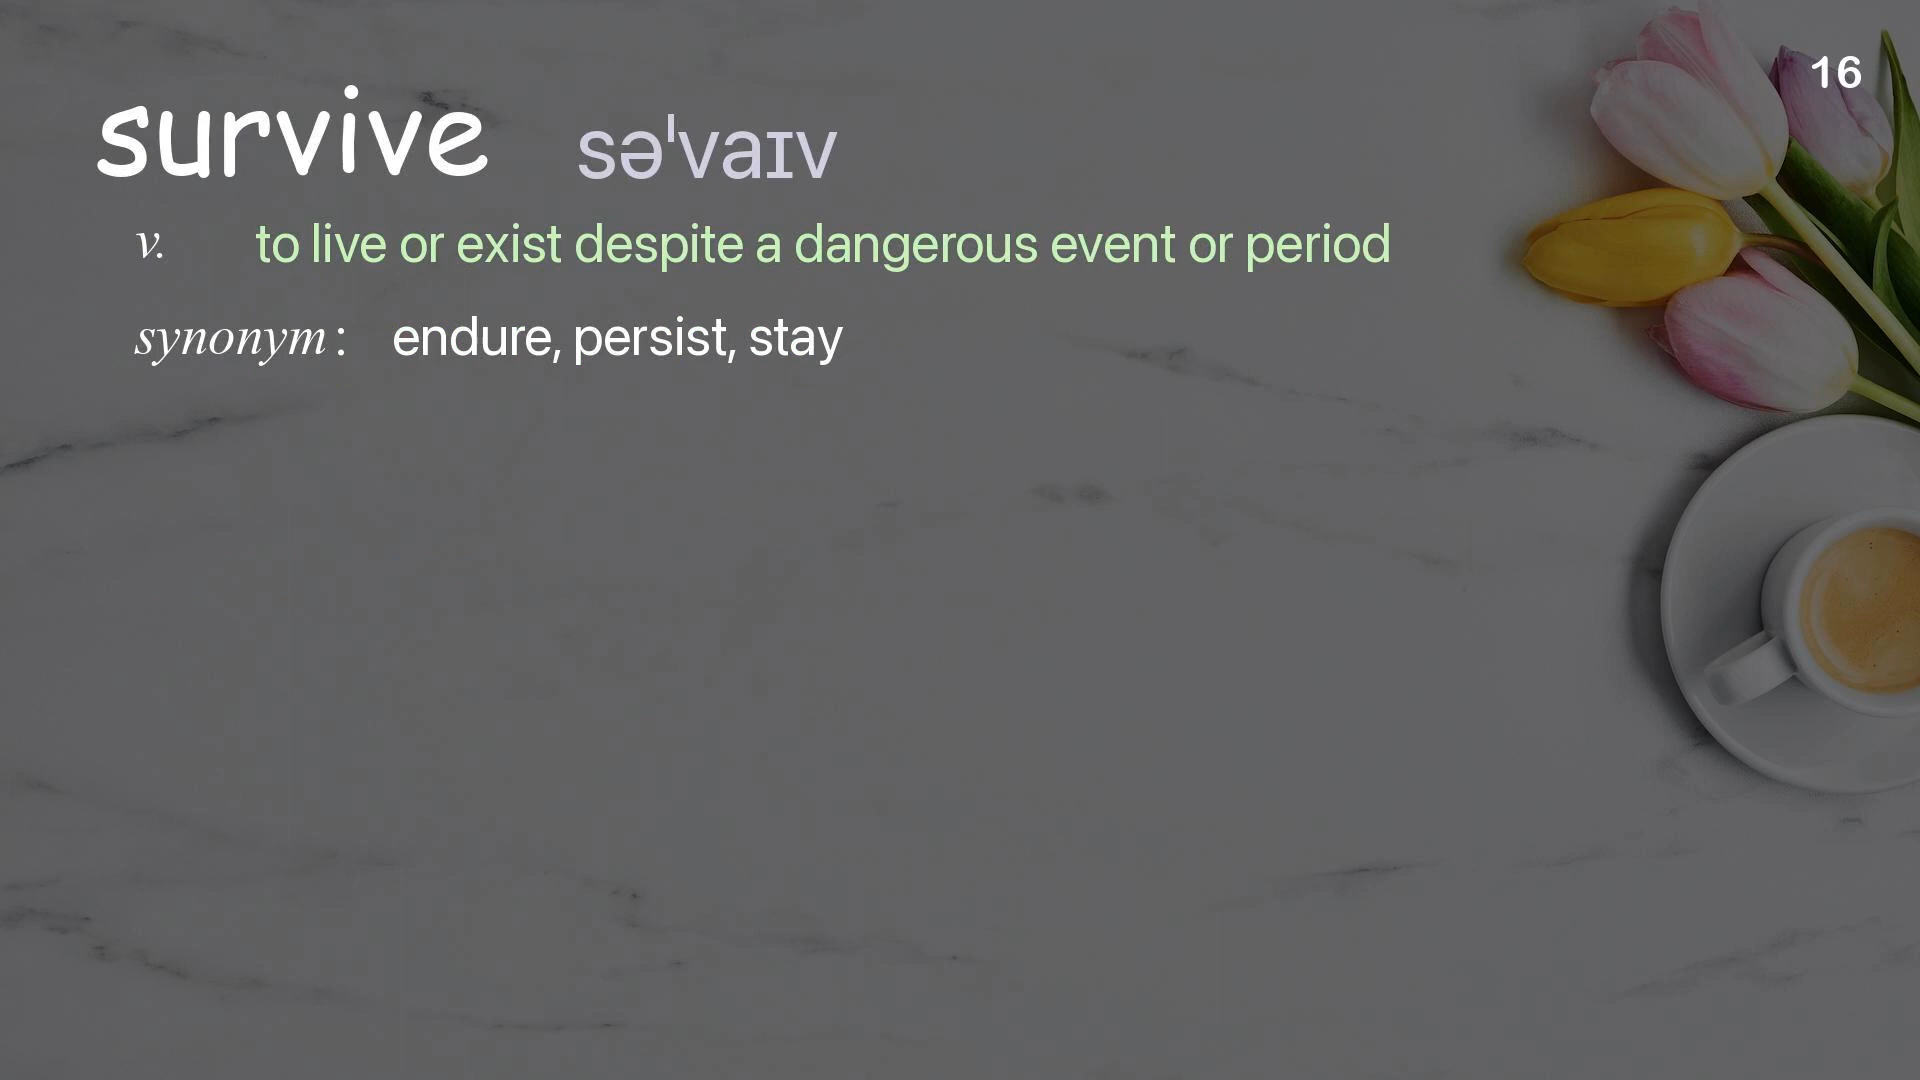 16
survive səˈvaɪv
v. to live or exist despite a dangerous event or period
synonym : endure, persist, stay